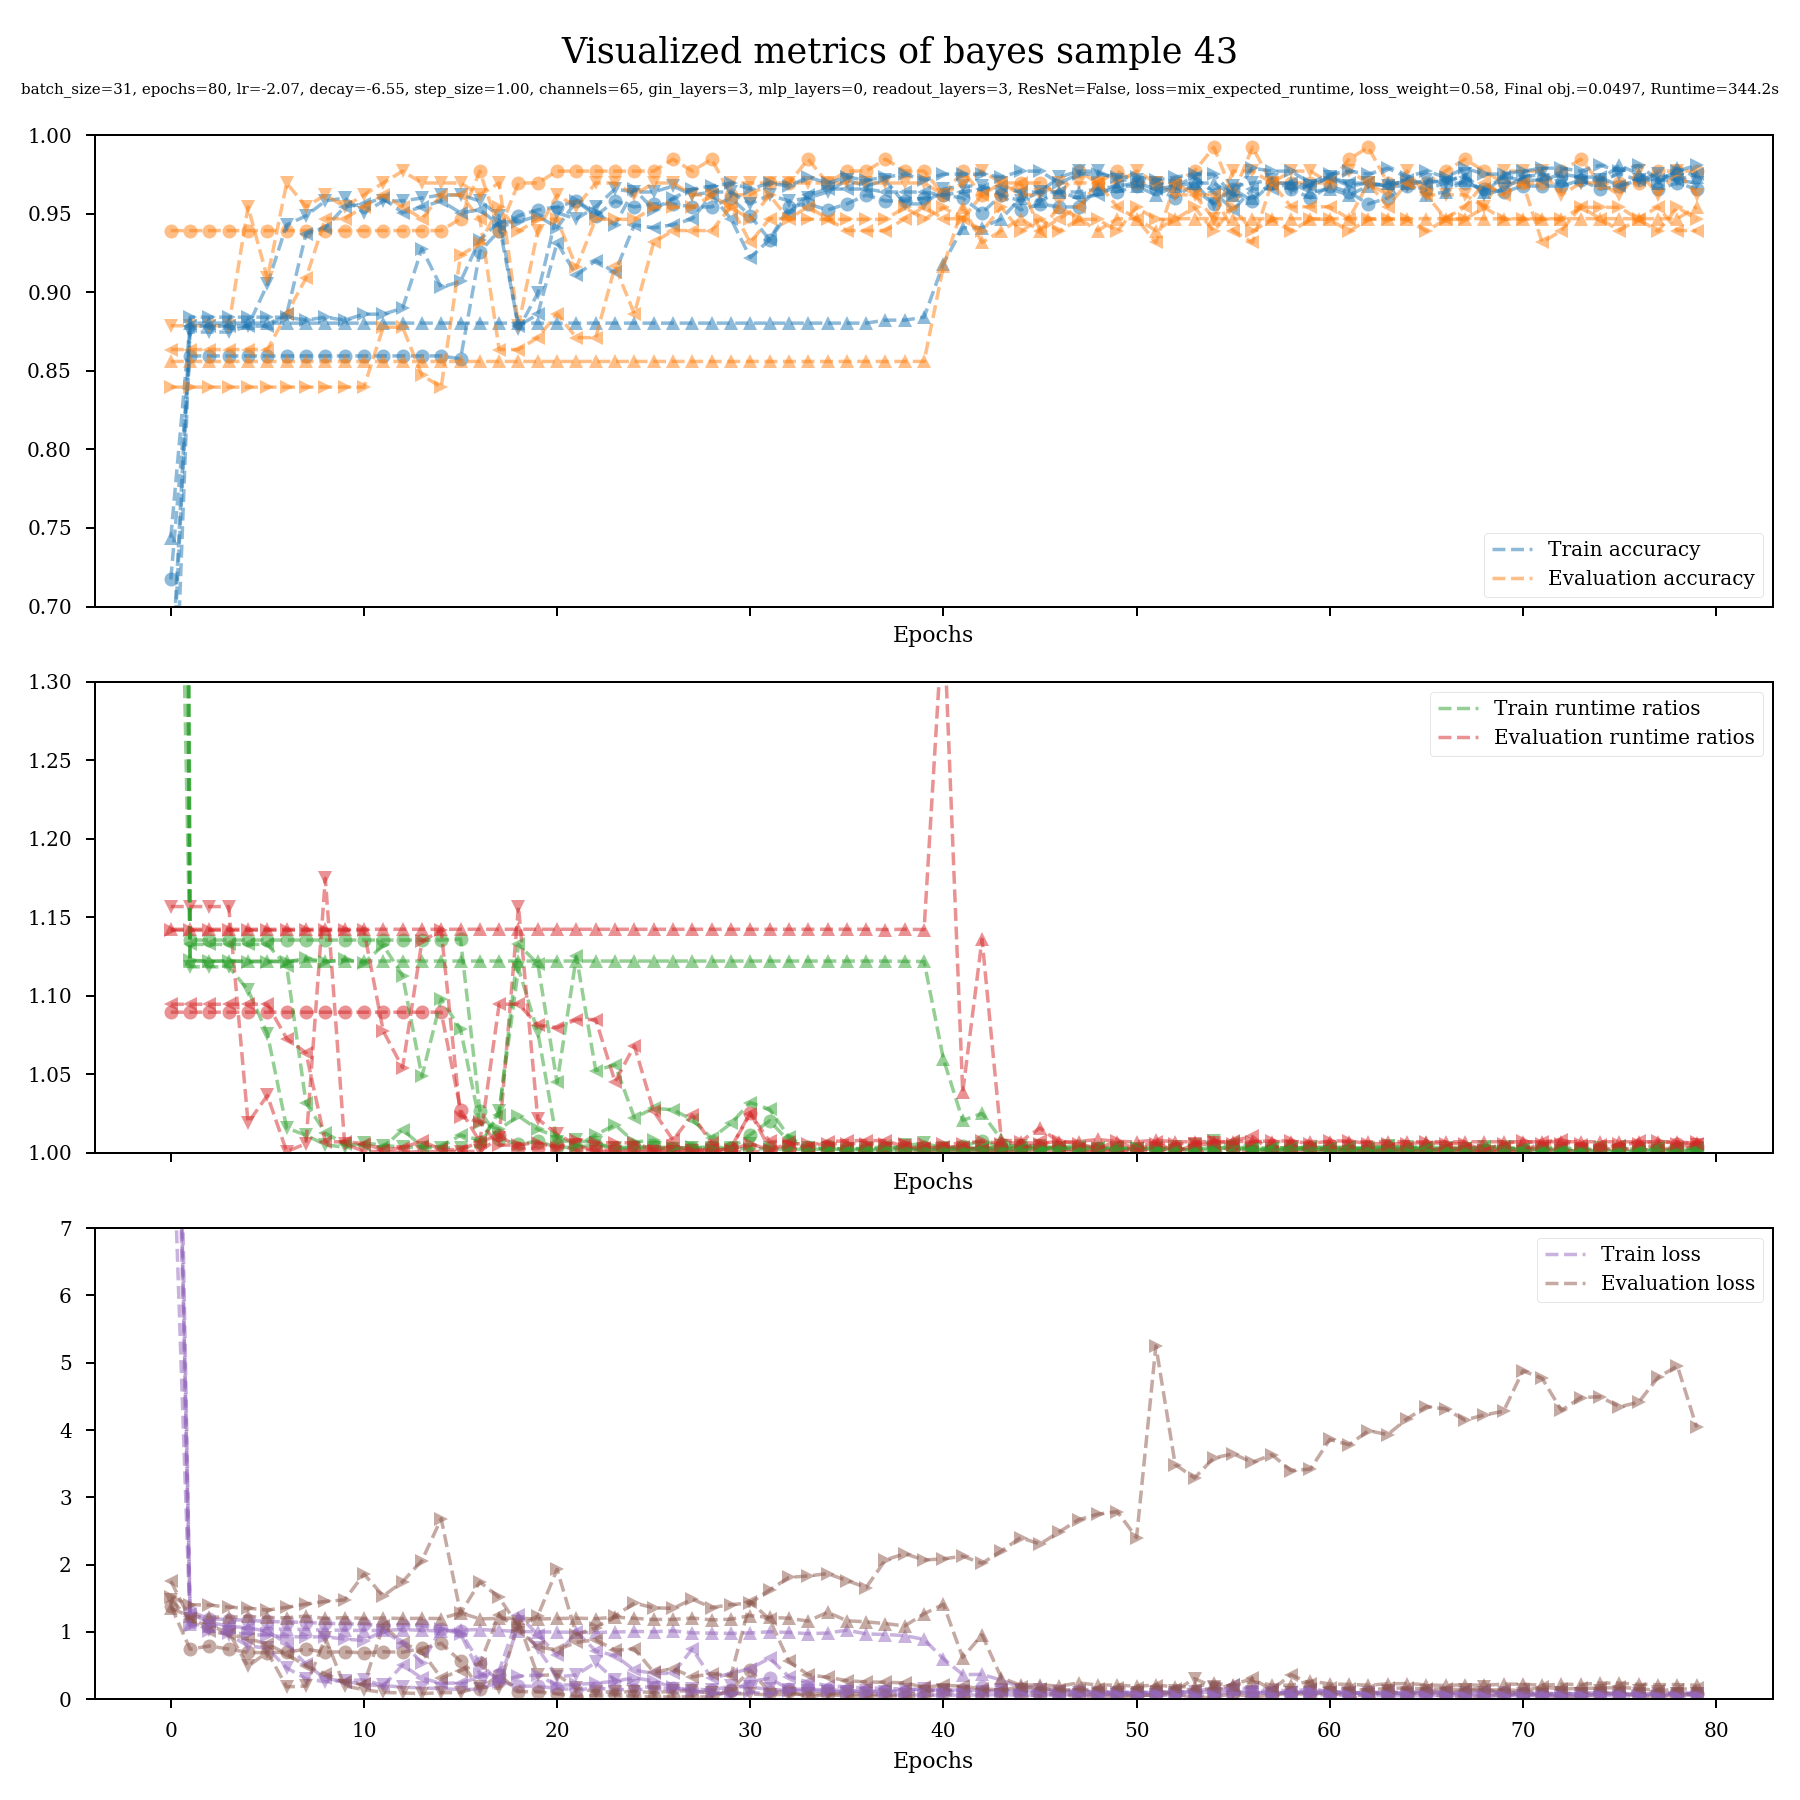 Visualized metrics of bayes sample 43
batch_size=31, epochs=80, lr=-2.07, decay=-6.55, step_size=1.00, channels=65, gin_layers=3, mlp_layers=0, readout_layers=3, ResNet=False, loss=mix_expected_runtime, loss_weight=0.58, Final obj.=0.0497, Runtime=344.2s
1.00
0.95
0.90
0.85
0.80
0.75
0.70
Train accuracy
Evaluation accuracy
Epochs
1.30
1.25
1.20
1.15
1.10
1.05
1.00
Train runtime ratios
Evaluation runtime ratios
Epochs
7
6
5
4
3
2
1
0
Train loss
Evaluation loss
0 10 20 30 40 50 60 70 80
Epochs